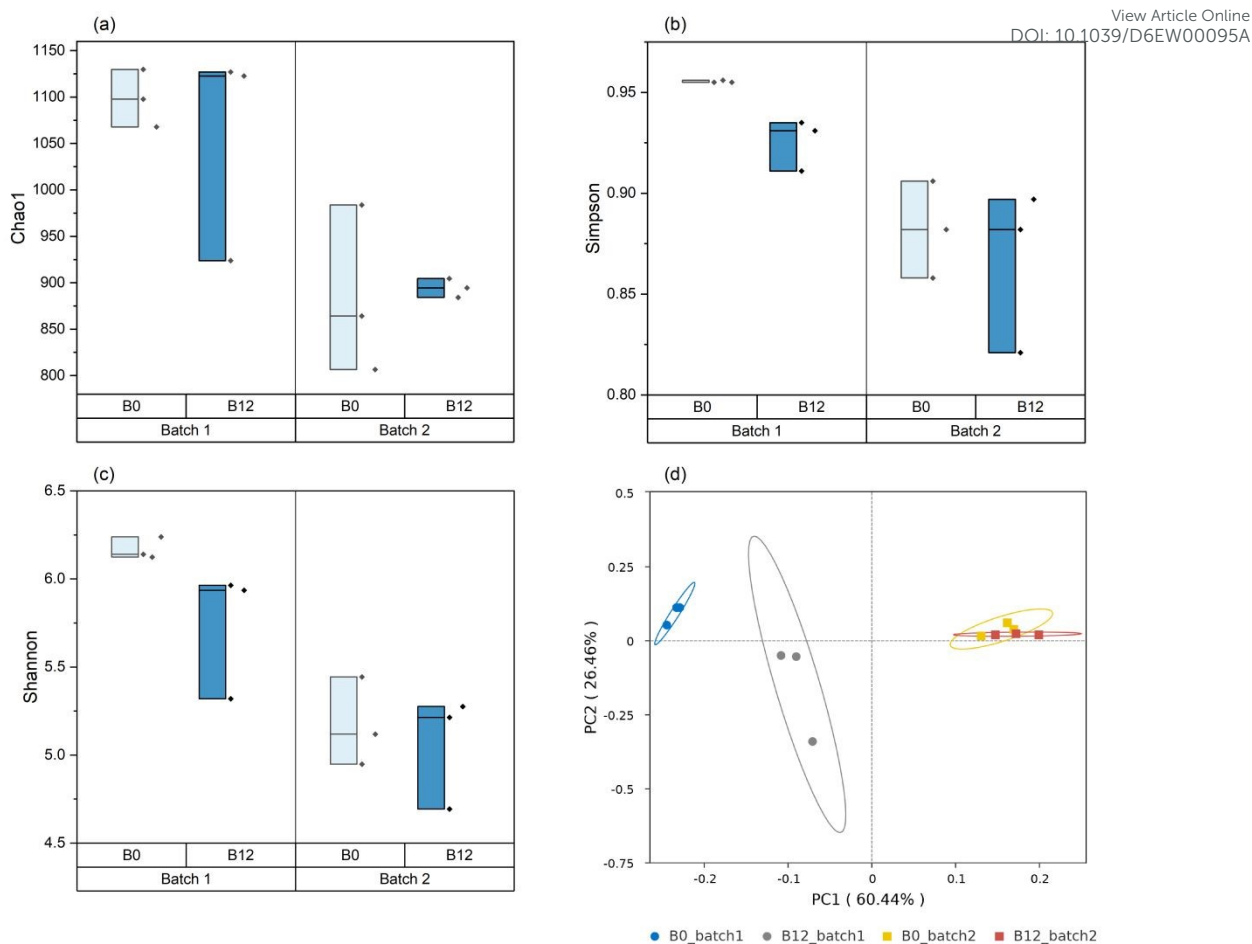 View Article Online
DOI: 10.1039/D6EW00095A
(a)
1150
1100
1050
1000
950
900
850
800
Chao1
B0 B12 B0 B12
Batch 1 Batch 2
(b)
0.95
0.90
0.85
0.80
Simpson
B0 B12 B0 B12
Batch 1 Batch 2
(c)
6.5
6.0
5.5
5.0
4.5
Shannon
B0 B12 B0 B12
Batch 1 Batch 2
(d)
0.5
0.25
0
-0.25
-0.5
-0.75
PC2 ( 26.46%)
-0.2 -0.1 0 0.1 0.2
PC1 ( 60.44%)
B0_batch1 B12_batch1 B0_batch2 B12_batch2